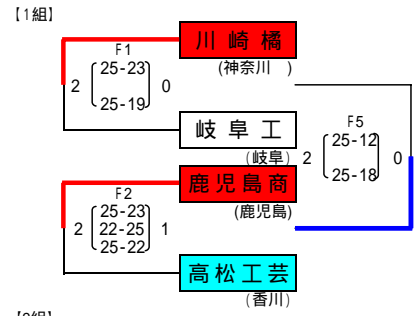 【1組】
F1
川崎橘
(神奈川 )
25-23
2 0
25-19
岐阜工
(岐阜)
F5
25-12
2 0
25-18
鹿児島商
(鹿児島)
F2
25-23
2 22-25 1
25-22
高松工芸
(香川)